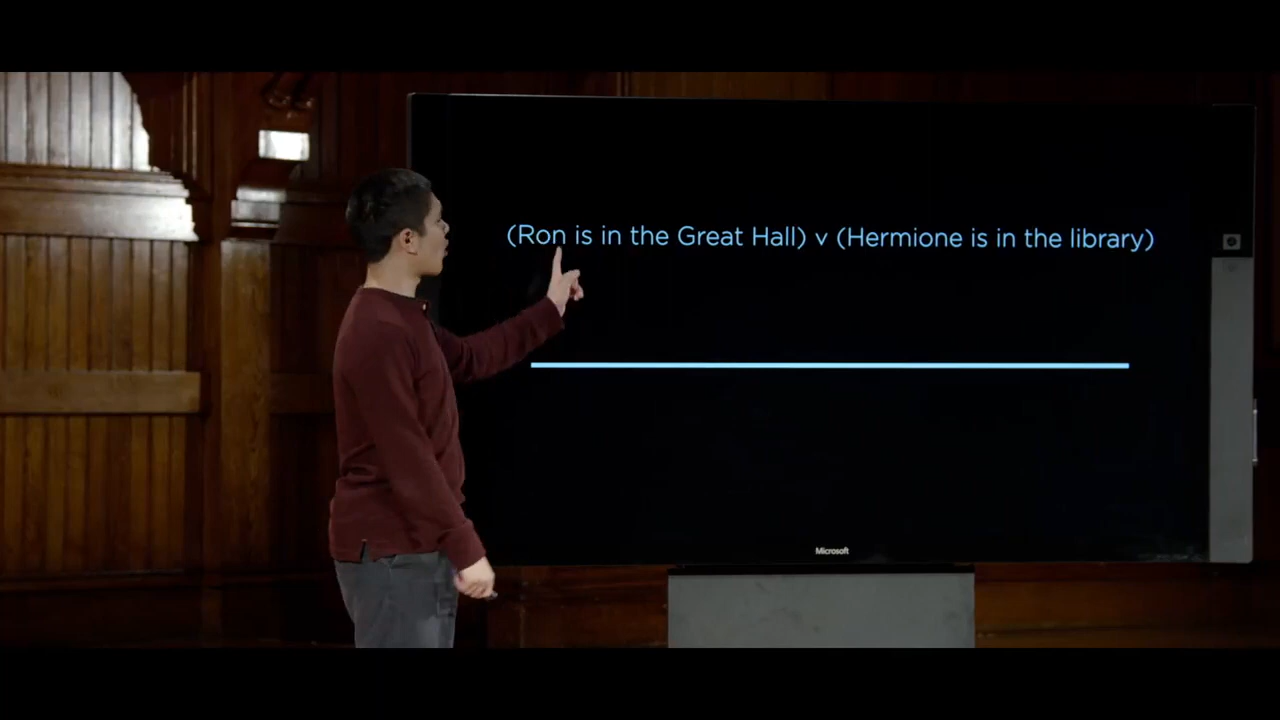 (Ron is in the Great Hall) v (Hermione is in the library)
Microsoft